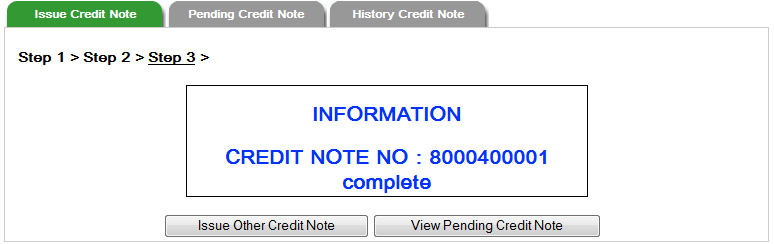 Issue Credit Note
Pending Credit Note
History Credit Note
Step 1 > Step 2 > Step 3 >
INFORMATION
CREDIT NOTE NO : 8000400001
complete
Issue Other Credit Note
View Pending Credit Note